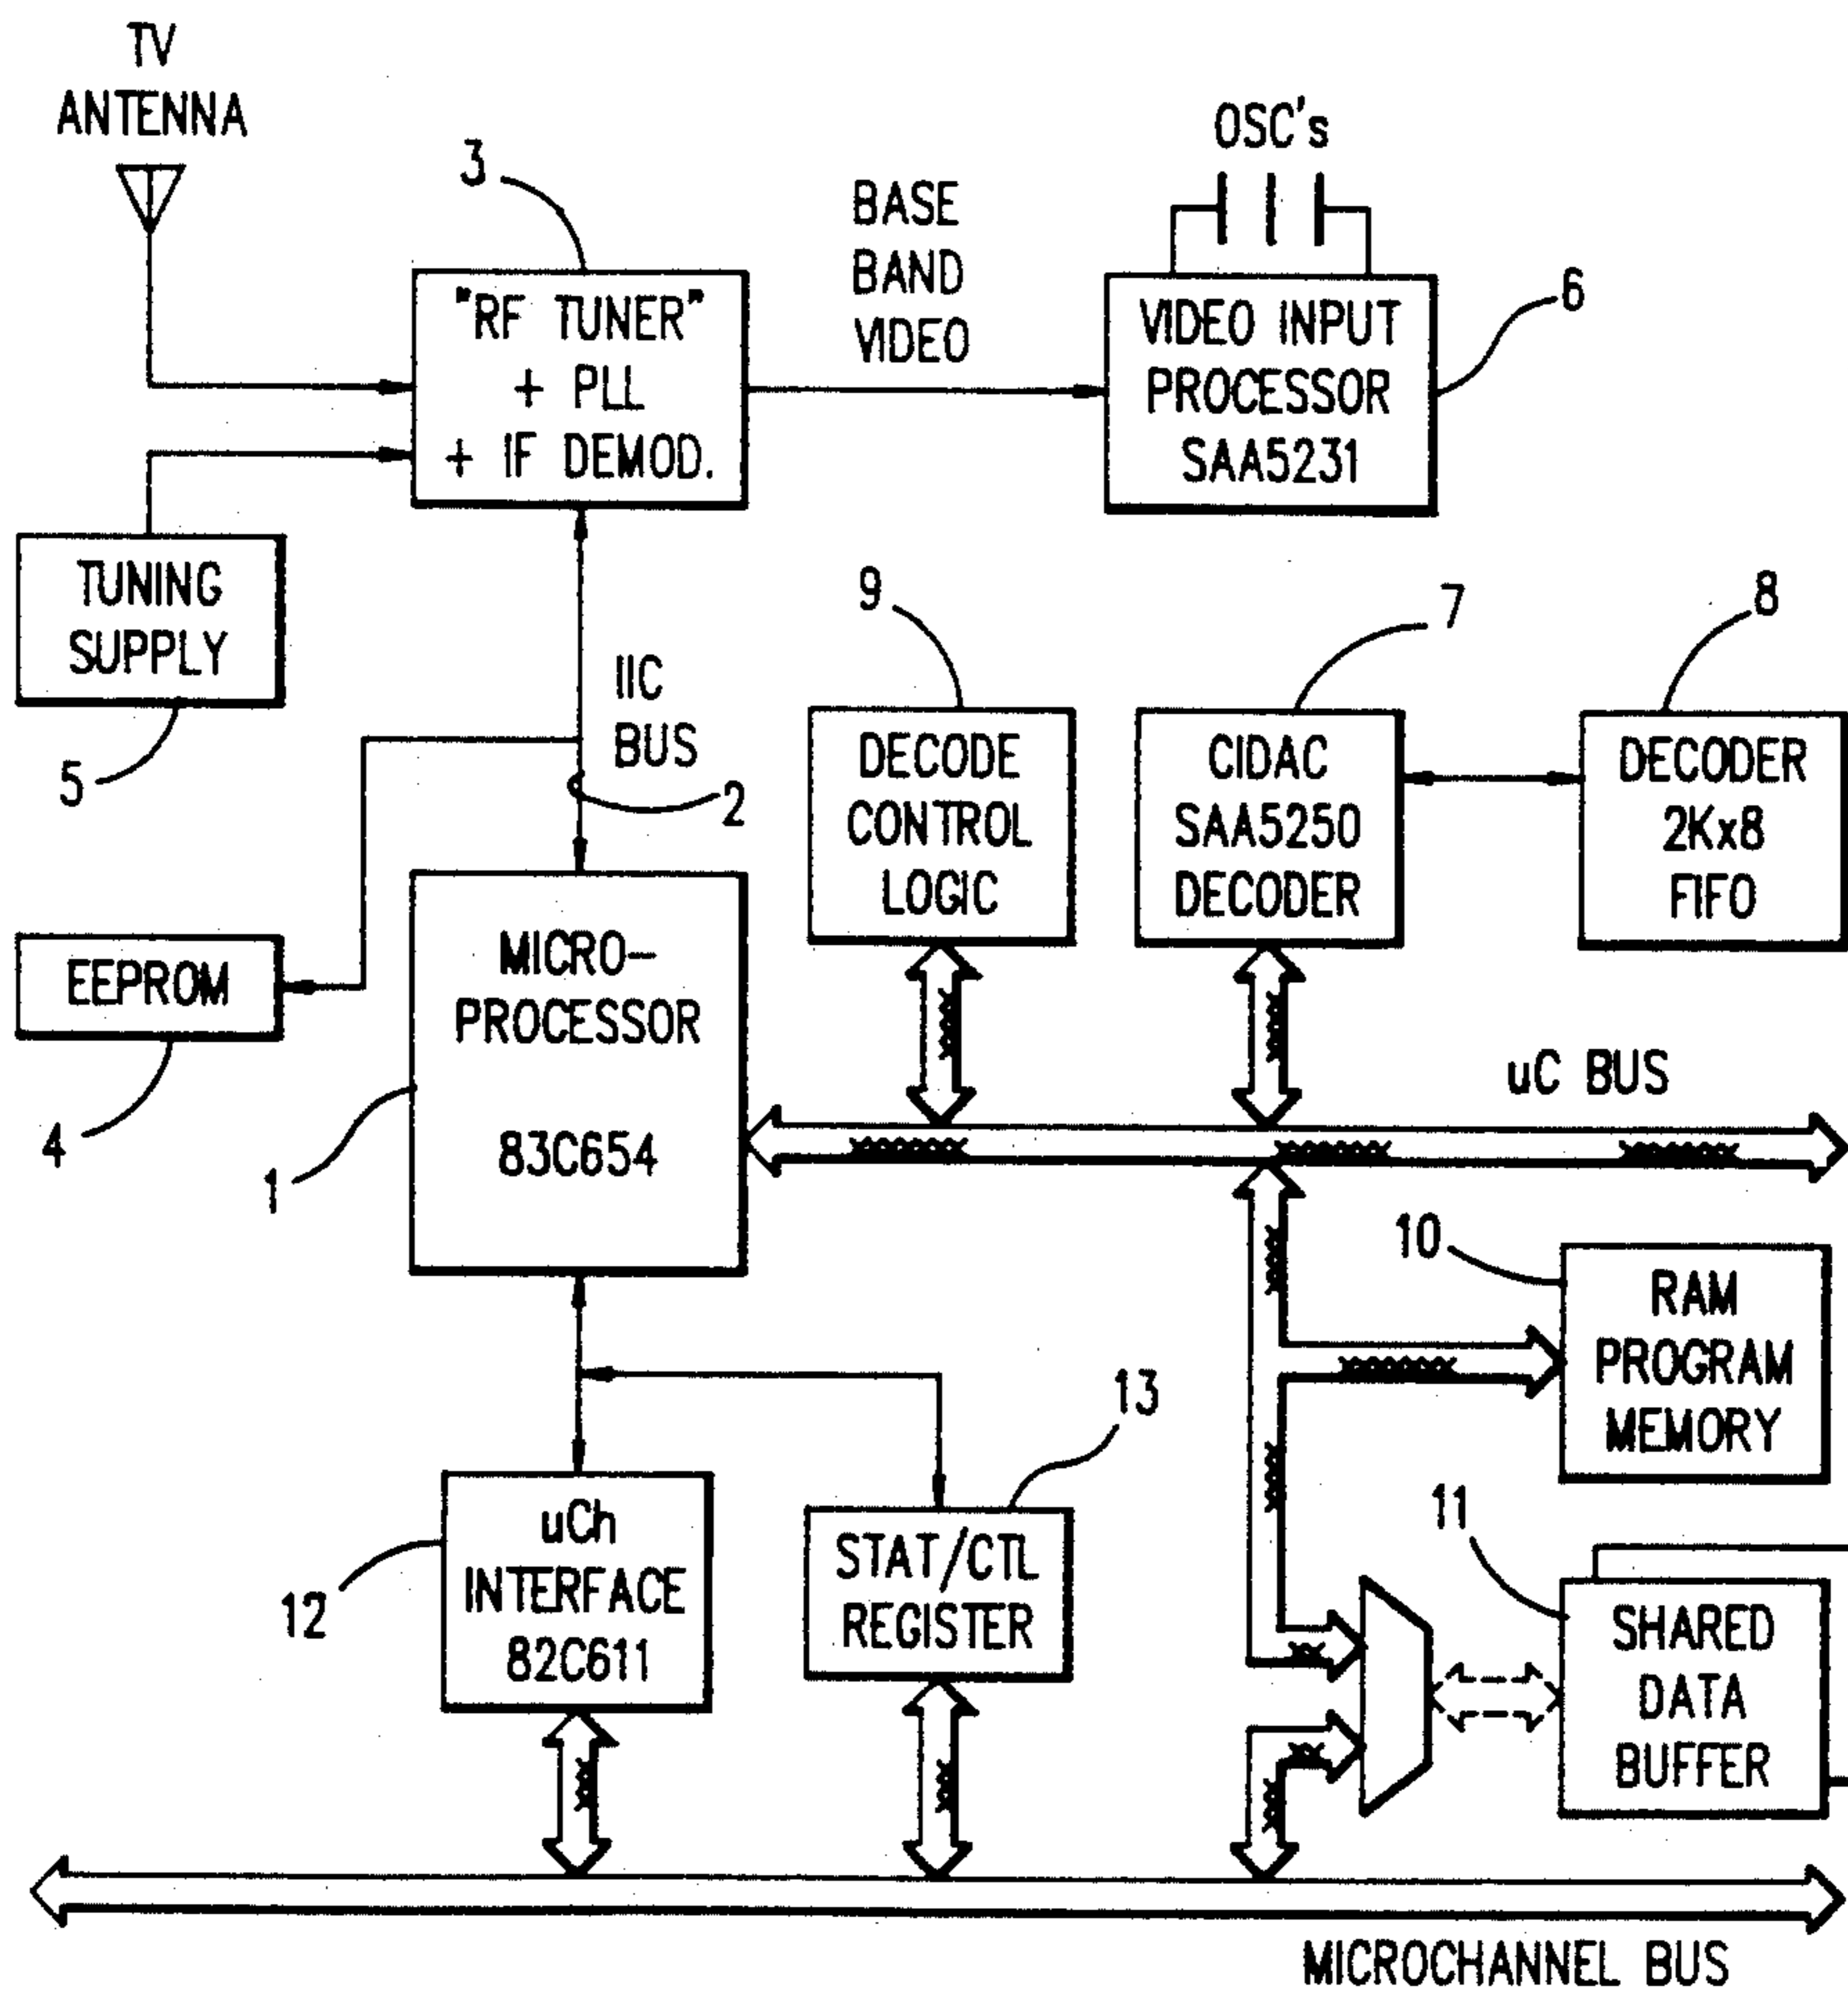 TV
ANTENNA
3
BASE
BAND
VIDEO
OSC's
"RF TUNER"
+ PLL
+ IF DEMOD.
VIDEO INPUT
PROCESSOR
SAA5231
6
TUNING
SUPPLY
5
IIC
BUS
2
9
DECODE
CONTROL
LOGIC
7
CIDAC
SAA5250
DECODER
8
DECODER
2Kx8
FIFO
EEPROM
4
MICRO-
PROCESSOR
83C654
1
uC BUS
10
RAM
PROGRAM
MEMORY
13
11
uCh
INTERFACE
82C611
12
STAT/CTL
REGISTER
SHARED
DATA
BUFFER
MICROCHANNEL BUS